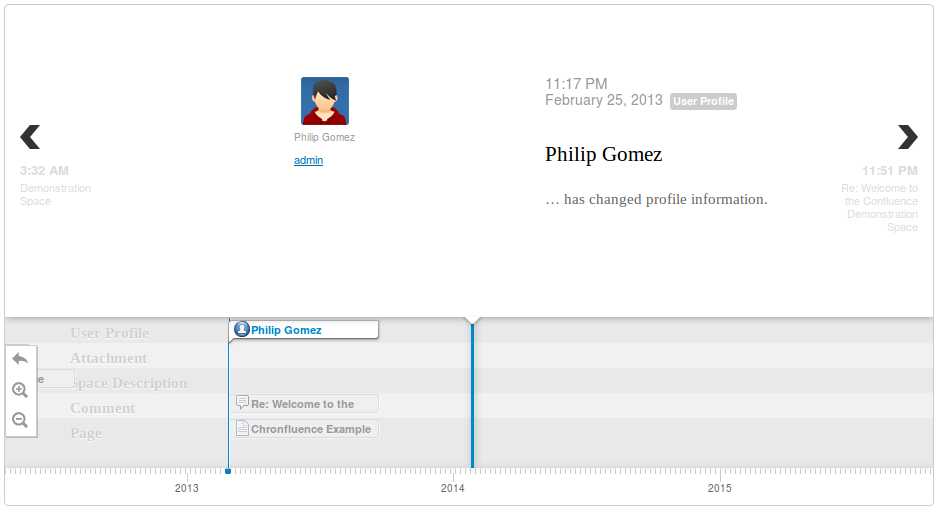 11:17 PM
February 25, 2013 User Profile
Philip Gomez
admin
Philip Gomez
… has changed profile information.
3:32 AM
Demonstration
Space
11:51 PM
Re: Welcome to
the Confluence
Demonstration
Space
User Profile
Philip Gomez
Attachment
Space Description
Comment
Re: Welcome to the
Page
Chronfluence Example
2013
2014
2015